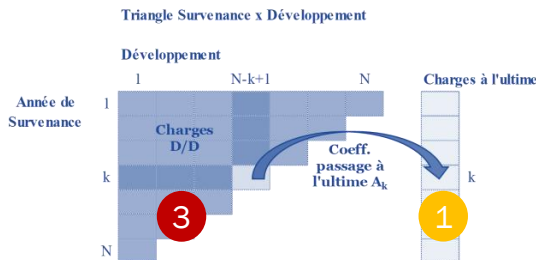 Triangle Survenance x Développement
Développement
1 N-k+1 N
Charges à l'ultime
Année de
Survenance
1
Charges
D/D
Coeff.
passage à
l'ultime Ak
k
k
3
1
N